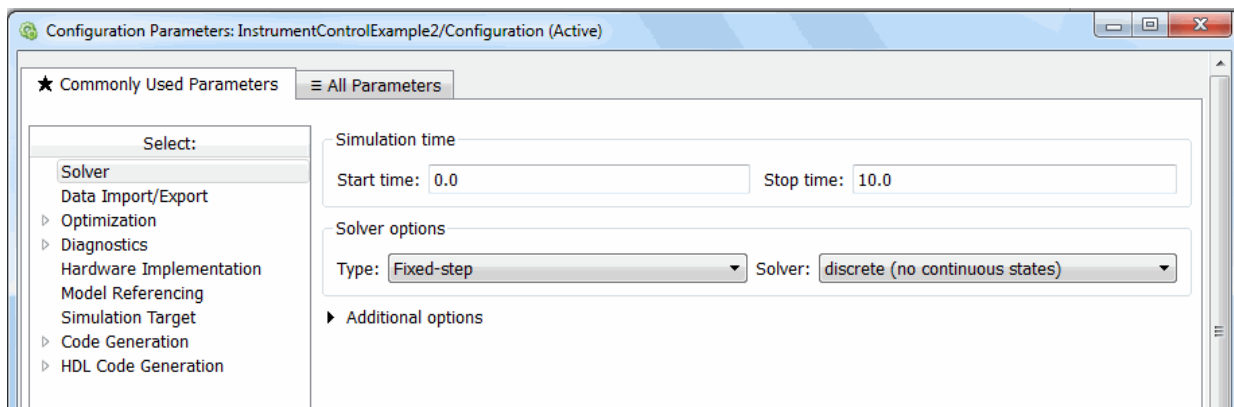 Configuration Parameters: InstrumentControlExample2/Configuration (Active)
★ Commonly Used Parameters
≡ All Parameters
Select:
Solver
Data Import/Export
Optimization
Diagnostics
Hardware Implementation
Model Referencing
Simulation Target
Code Generation
HDL Code Generation
Simulation time
Start time: 0.0 Stop time: 10.0
Solver options
Type: Fixed-step Solver: discrete (no continuous states)
Additional options